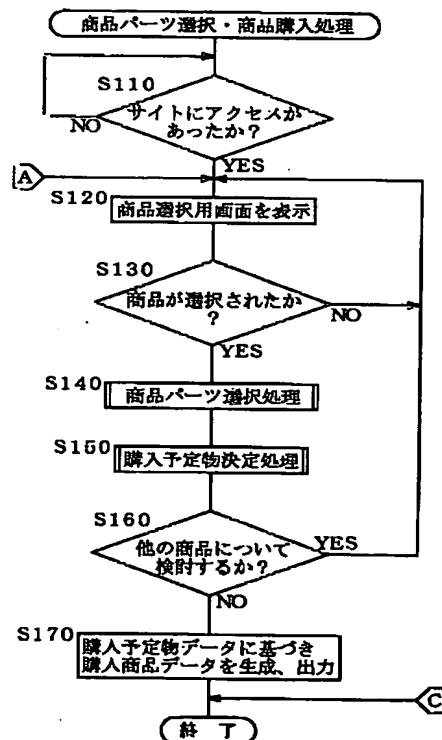 商品パーツ選択・商品購入処理
S110
サイトにアクセスが
あったか?
NO
YES
A
S120
商品選択用画面を表示
S130
商品が選択されたか
?
NO
YES
S140
商品パーツ選択処理
S150
購入予定物決定処理
S160
他の商品について
検討するか?
YES
NO
S170
購入予定物データに基づき
購入商品データを生成、出力
C
終 了